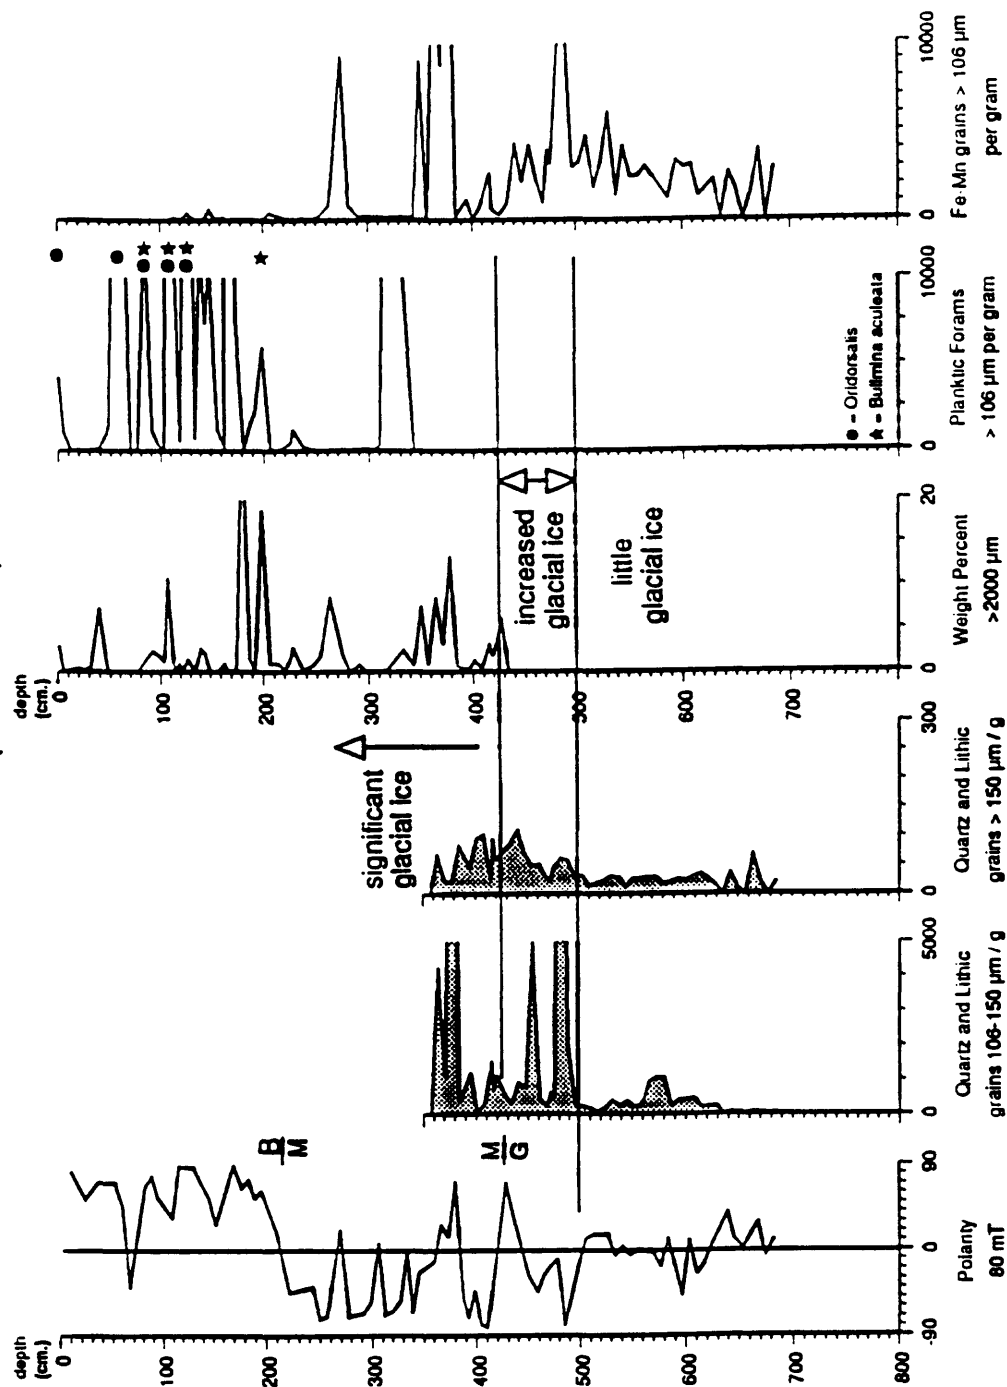 depth
(cm.)
0
100
200
300
400
500
600
700
800
-90
0
90
Polarity
80 mT
B
M
M
G
0
5000
Quartz and Lithic
grains 106-150 µm / g
0
300
Quartz and Lithic
grains > 150 µm / g
significant
glacial ice
depth
(cm.)
0
100
200
300
400
500
600
700
0
20
Weight Percent
>2000 µm
increased
glacial ice
little
glacial ice
0
10000
Planktic Forams
> 106 µm per gram
● - Oridorsalis
★ - Bulimina aculeata
0
10000
Fe-Mn grains > 106 µm
per gram